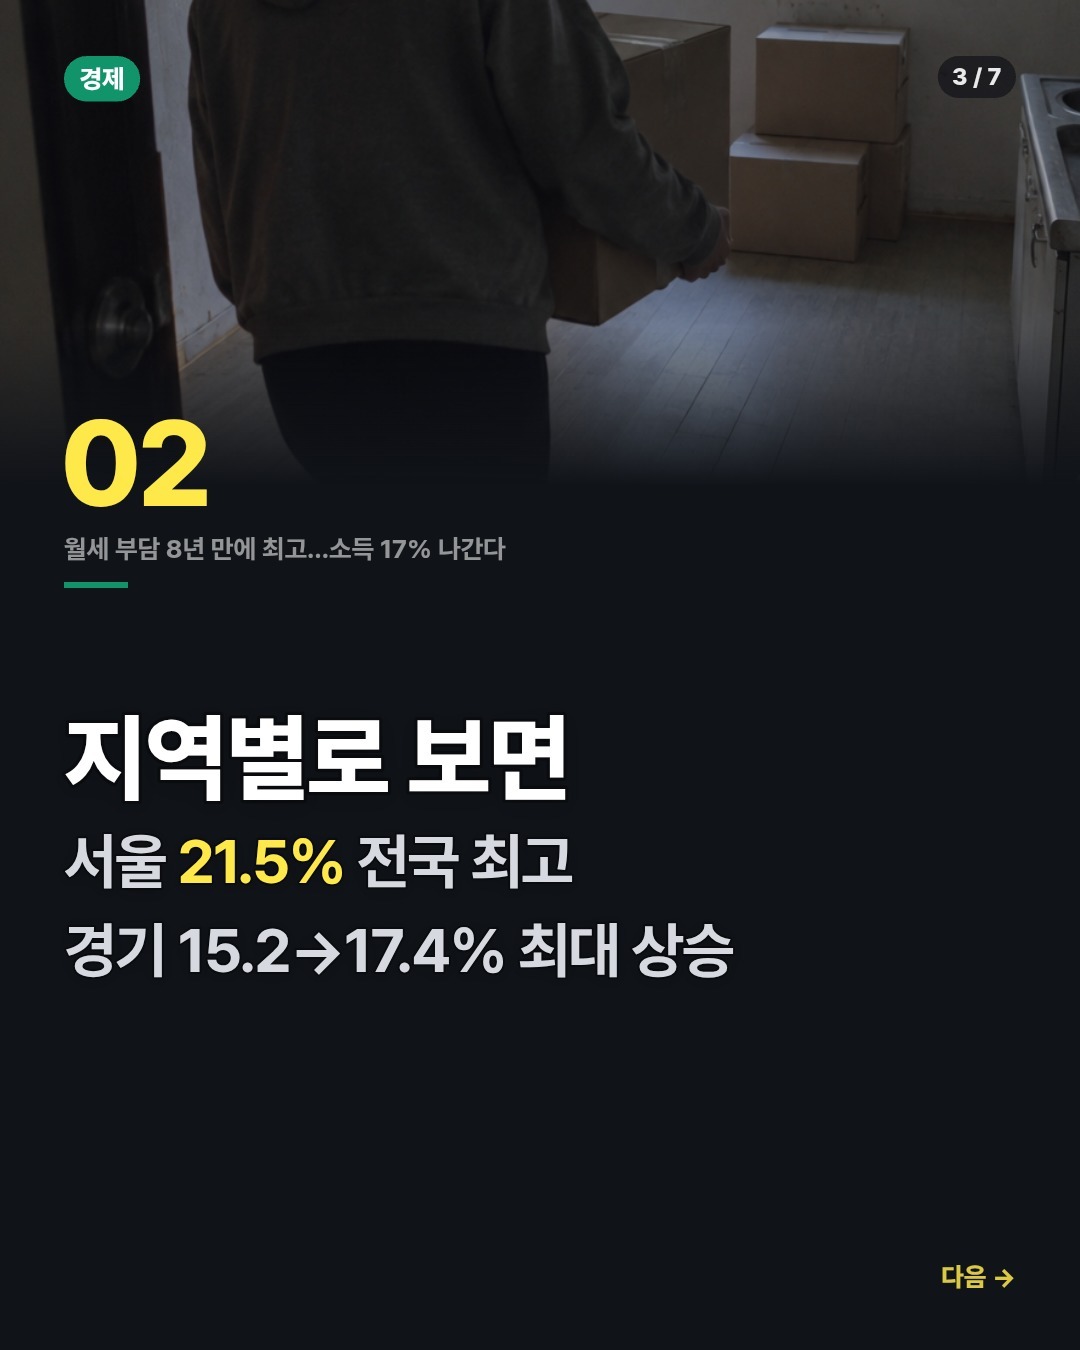 경제
3 / 7
02
월세 부담 8년 만에 최고...소득 17% 나간다
지역별로 보면
서울 21.5% 전국 최고
경기 15.2→17.4% 최대 상승
다음 →